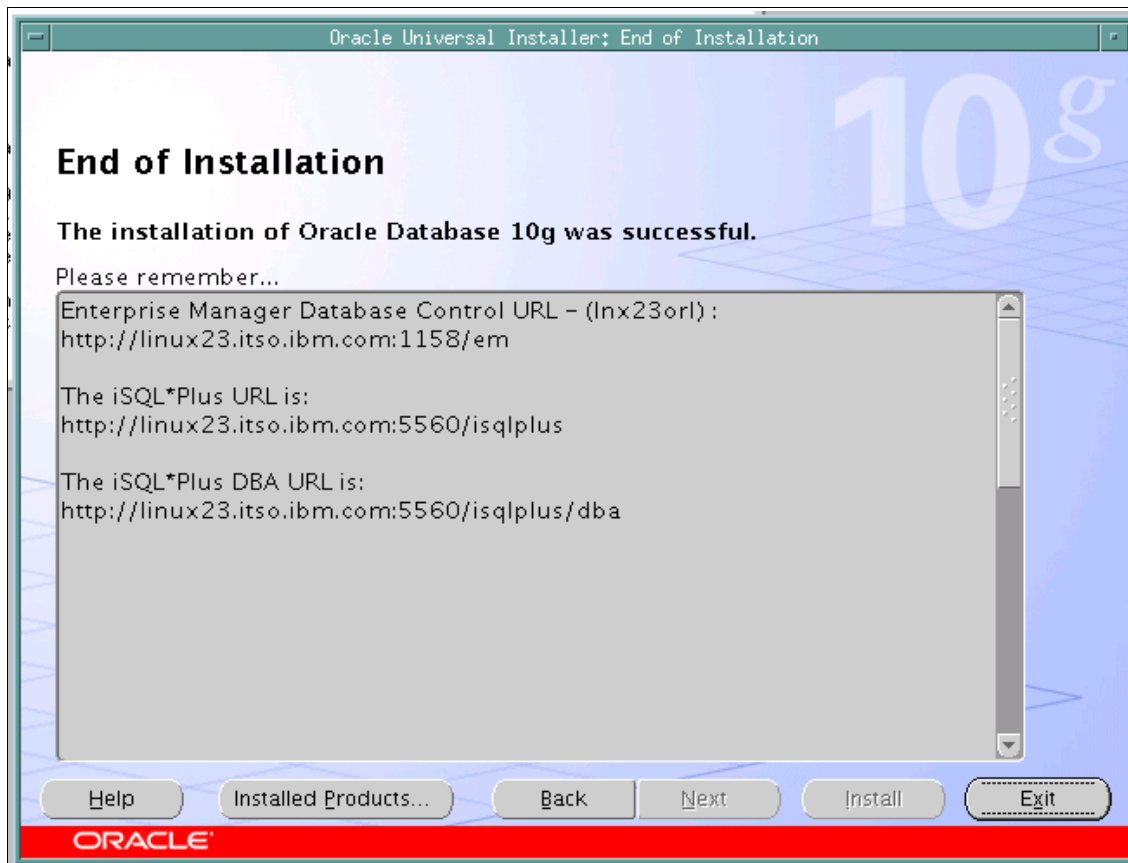 Oracle Universal Installer: End of Installation
10g
End of Installation
The installation of Oracle Database 10g was successful.
Please remember...
Enterprise Manager Database Control URL - (lnx23orl) :
http://linux23.itso.ibm.com:1158/em
The iSQL*Plus URL is:
http://linux23.itso.ibm.com:5560/isqlplus
The iSQL*Plus DBA URL is:
http://linux23.itso.ibm.com:5560/isqlplus/dba
Help Installed Products... Back Next Install Exit
ORACLE